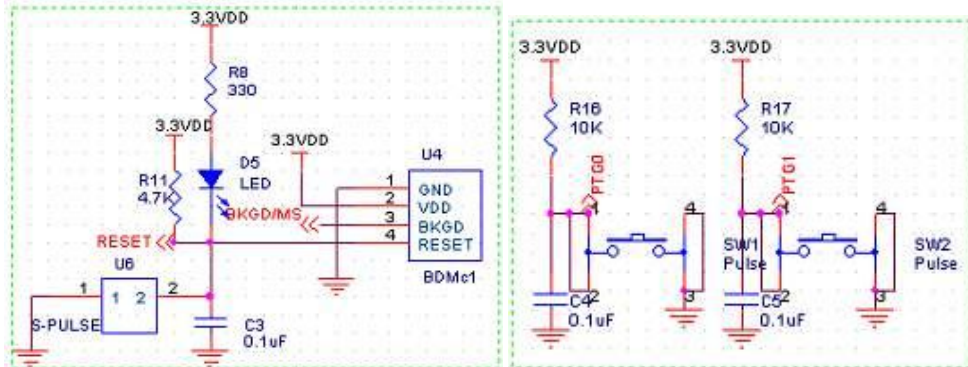 3.3VDD
R8
330
3.3VDD
3.3VDD
R11
4.7K
D5
LED
BKGD/MS
RESET
U4
1 GND
2 VDD
3 BKGD
4 RESET
BDMc1
U6
1 1 2 2
S-PULSE
C3
0.1uF
3.3VDD
3.3VDD
R16
10K
R17
10K
PTG0
PTG1
1 4
1 4
SW1
Pulse
SW2
Pulse
2 3
2 3
C4
0.1uF
C5
0.1uF